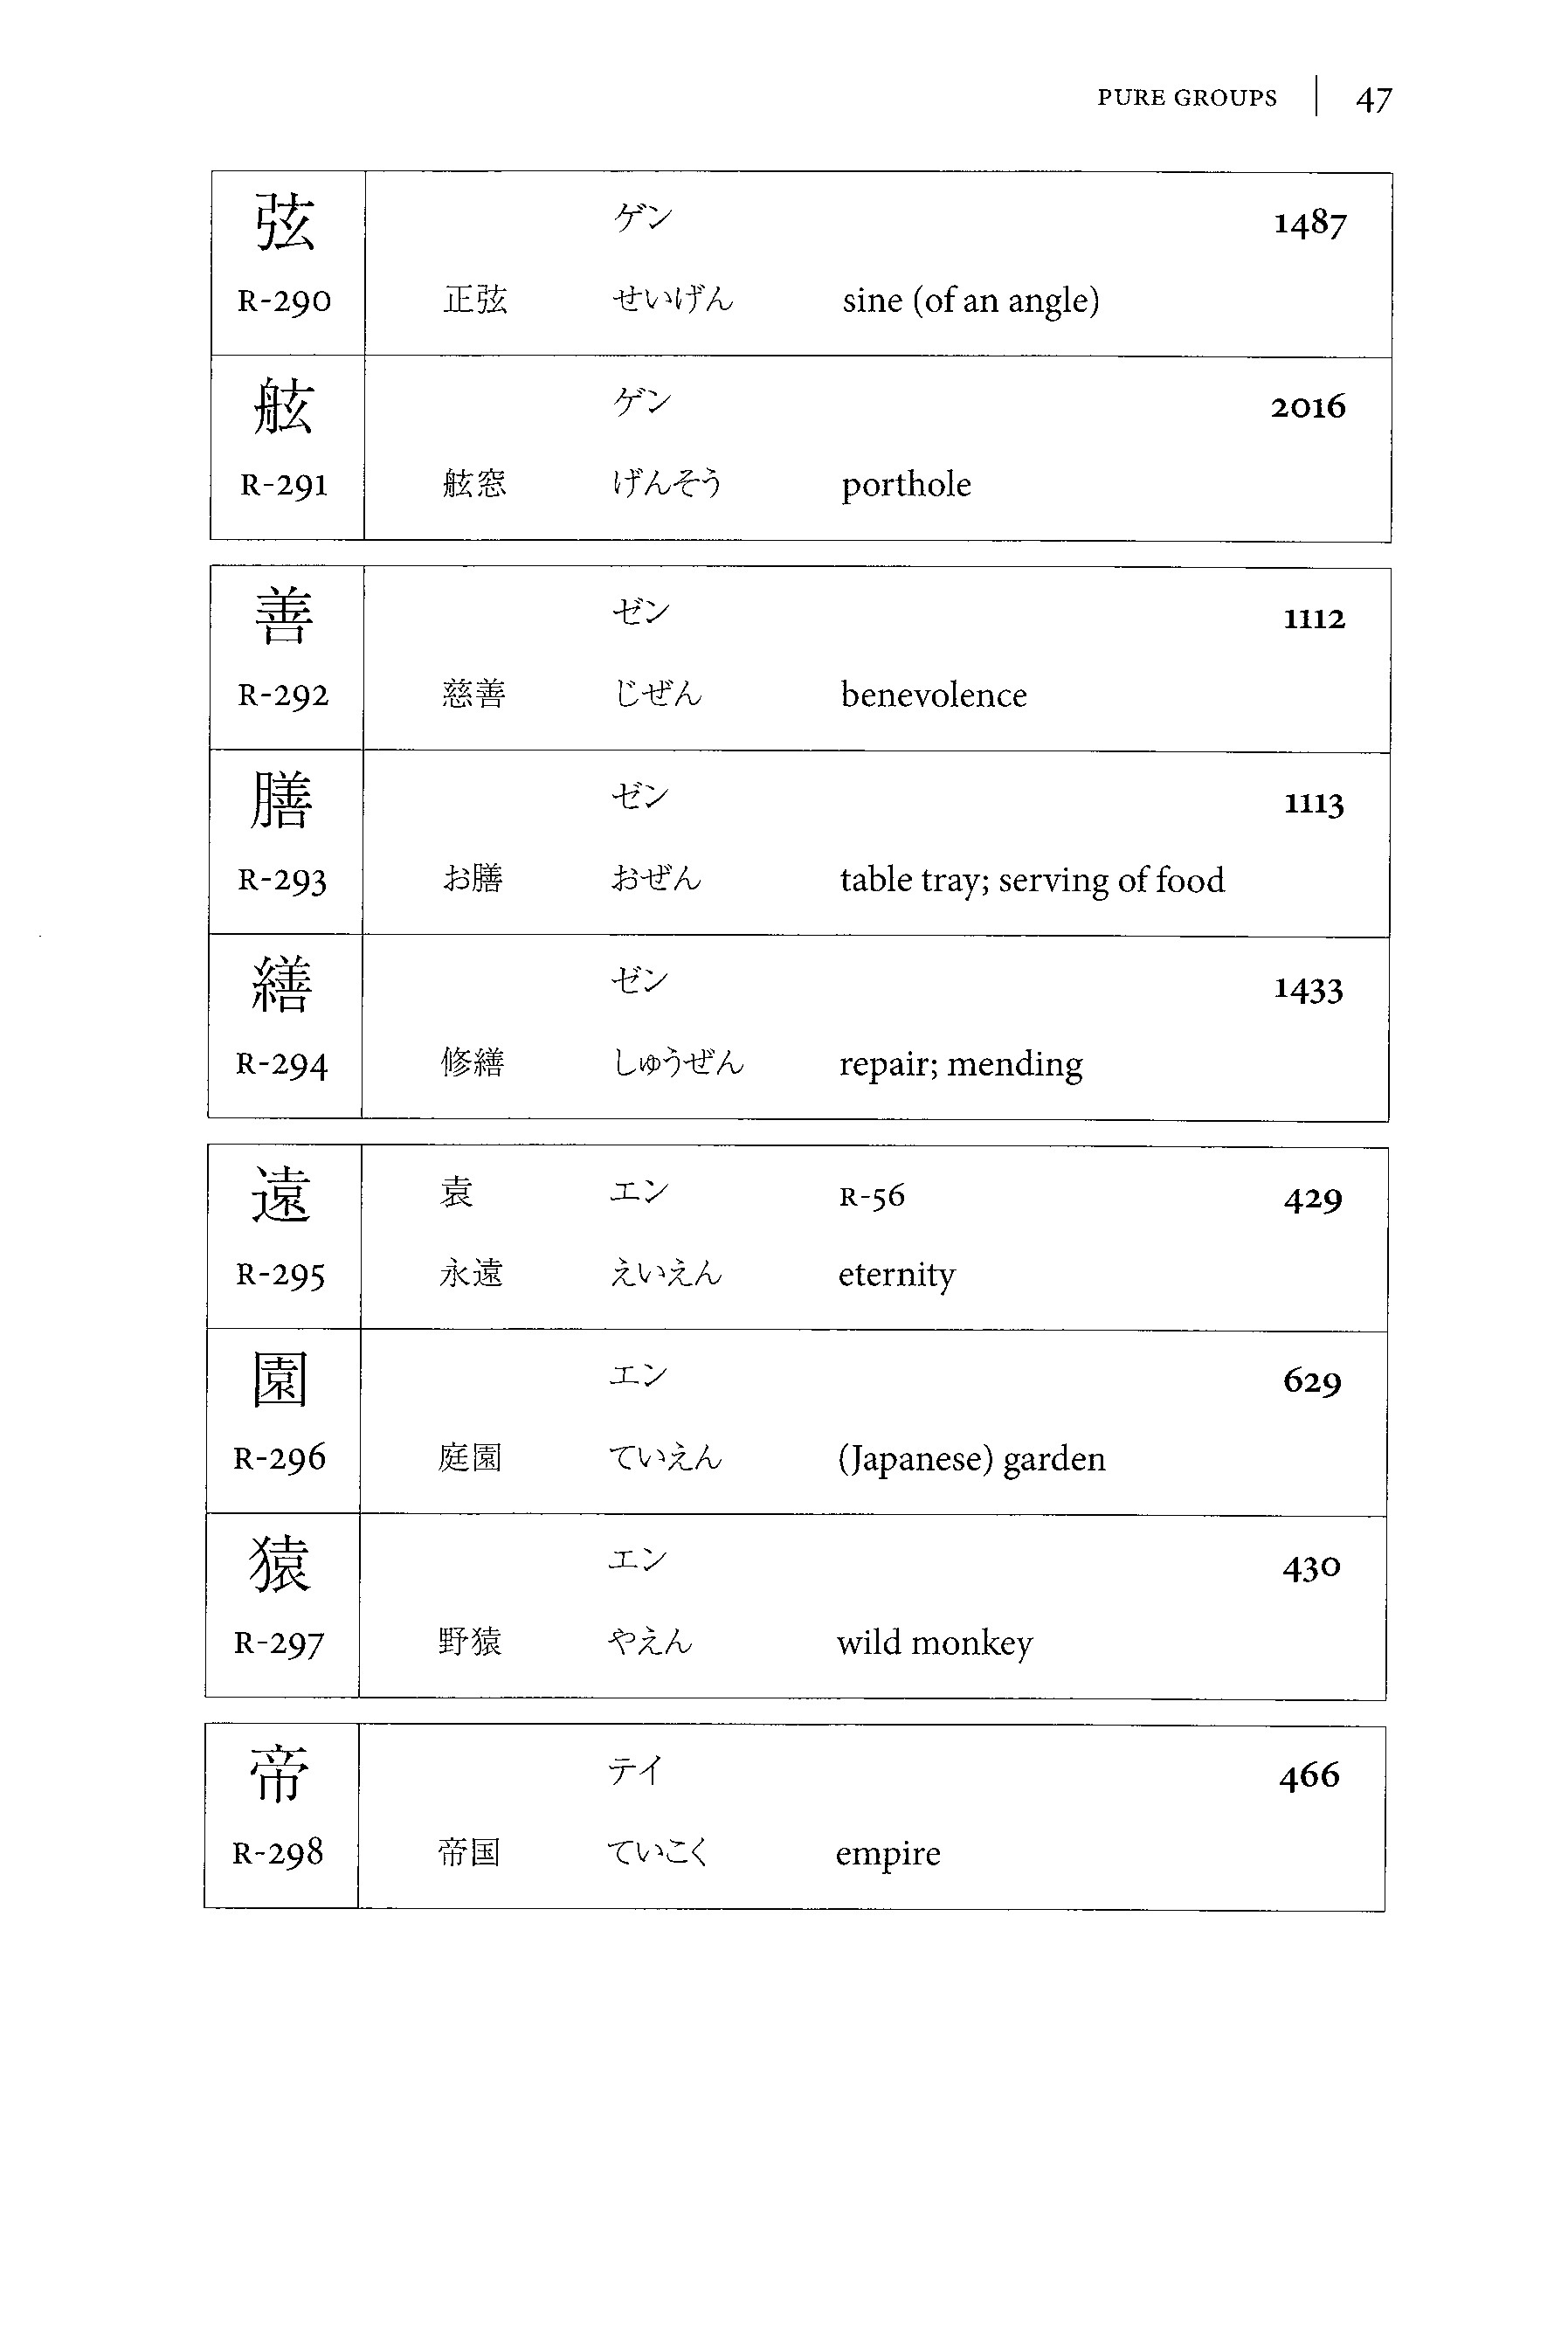 PURE GROUPS | 47
弦 ゲン 1487
R-290 正弦 せいげん sine (of an angle)
舷 ゲン 2016
R-291 舷窓 げんそう porthole
善 ゼン 1112
R-292 慈善 じぜん benevolence
膳 ゼン 1113
R-293 お膳 おぜん table tray; serving of food
繕 ゼン 1433
R-294 修繕 しゅうぜん repair; mending
遠 袁 エン R-56 429
R-295 永遠 えいえん eternity
園 エン 629
R-296 庭園 ていえん (Japanese) garden
猿 エン 430
R-297 野猿 やえん wild monkey
帝 テイ 466
R-298 帝国 ていこく empire